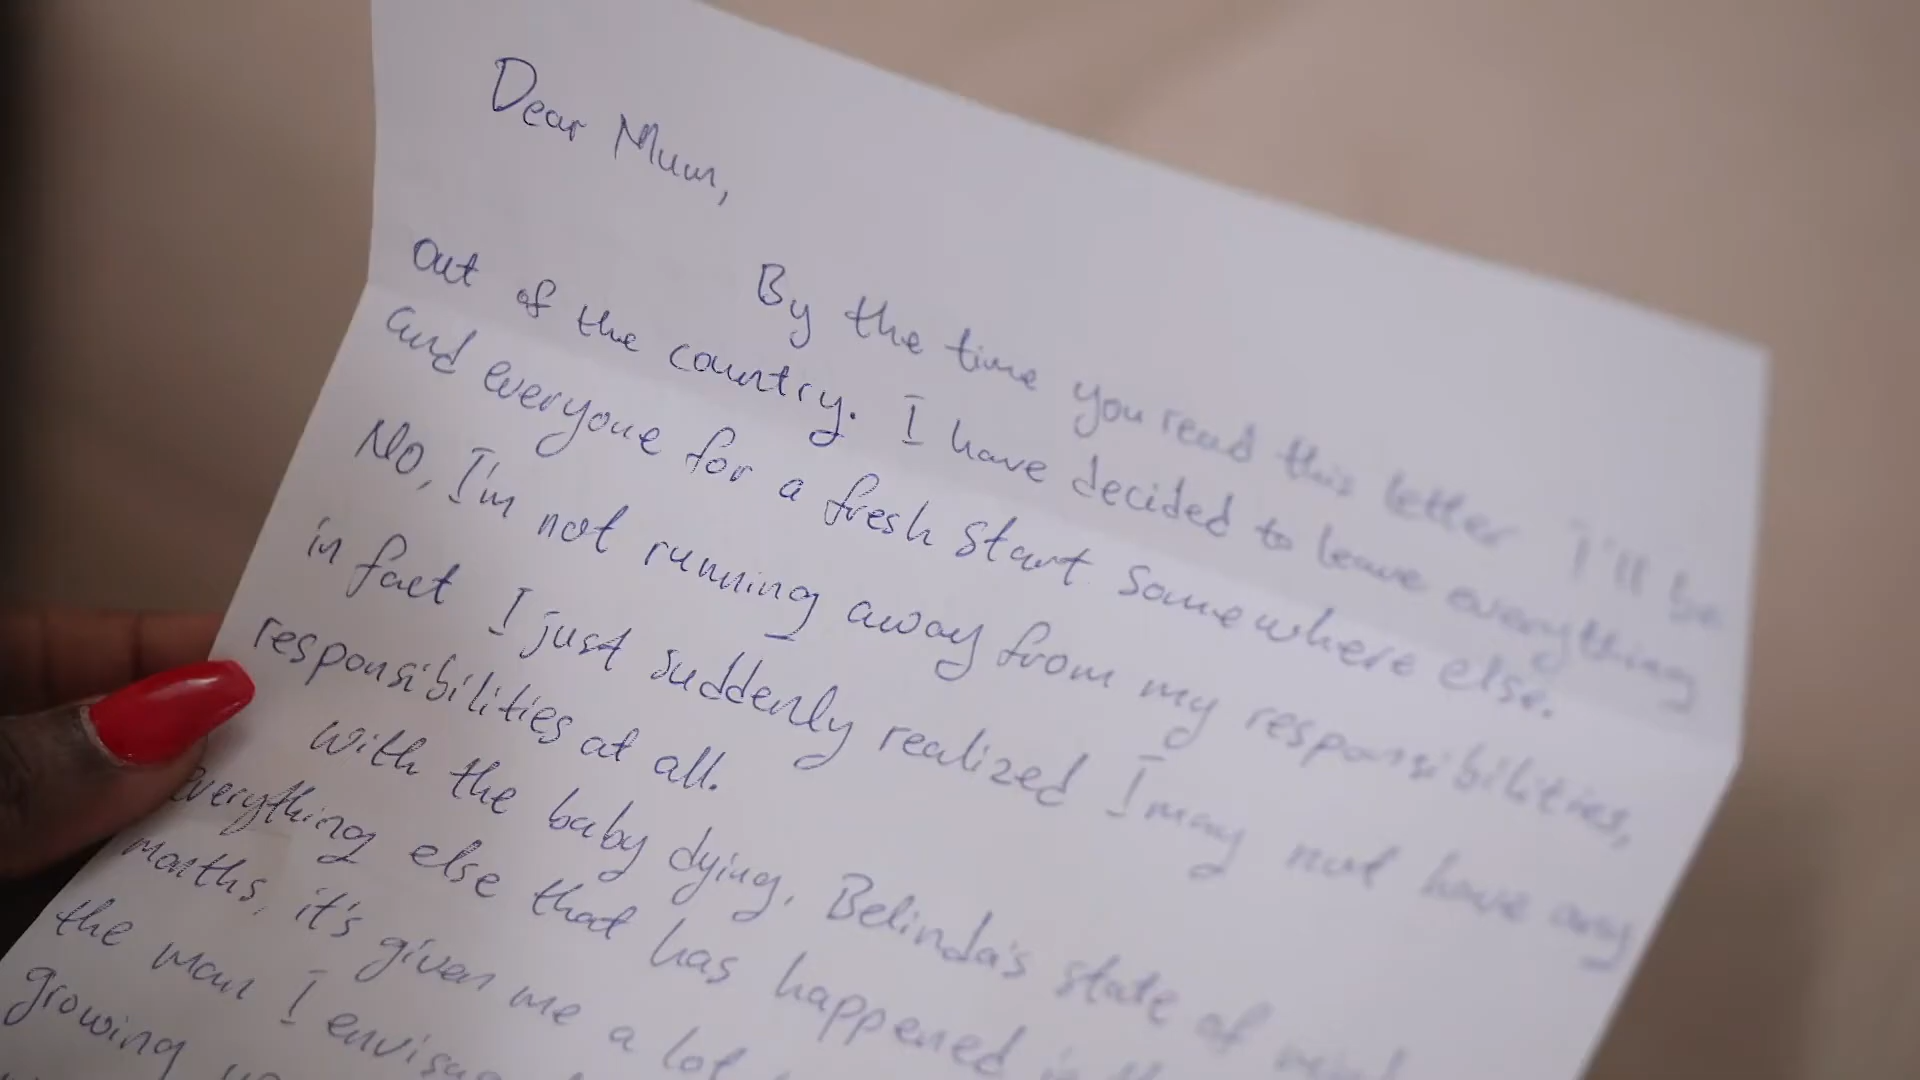 Dear Mum,
By the time you read this letter I'll be
out of the country. I have decided to leave everything
and everyone for a fresh start somewhere else.
No, I'm not running away from my responsibilities,
in fact I just suddenly realized I may not have any
responsibilities at all.
With the baby dying, Belinda's state of mind
everything else that has happened in the
months, it's given me a lot
the man I
growing